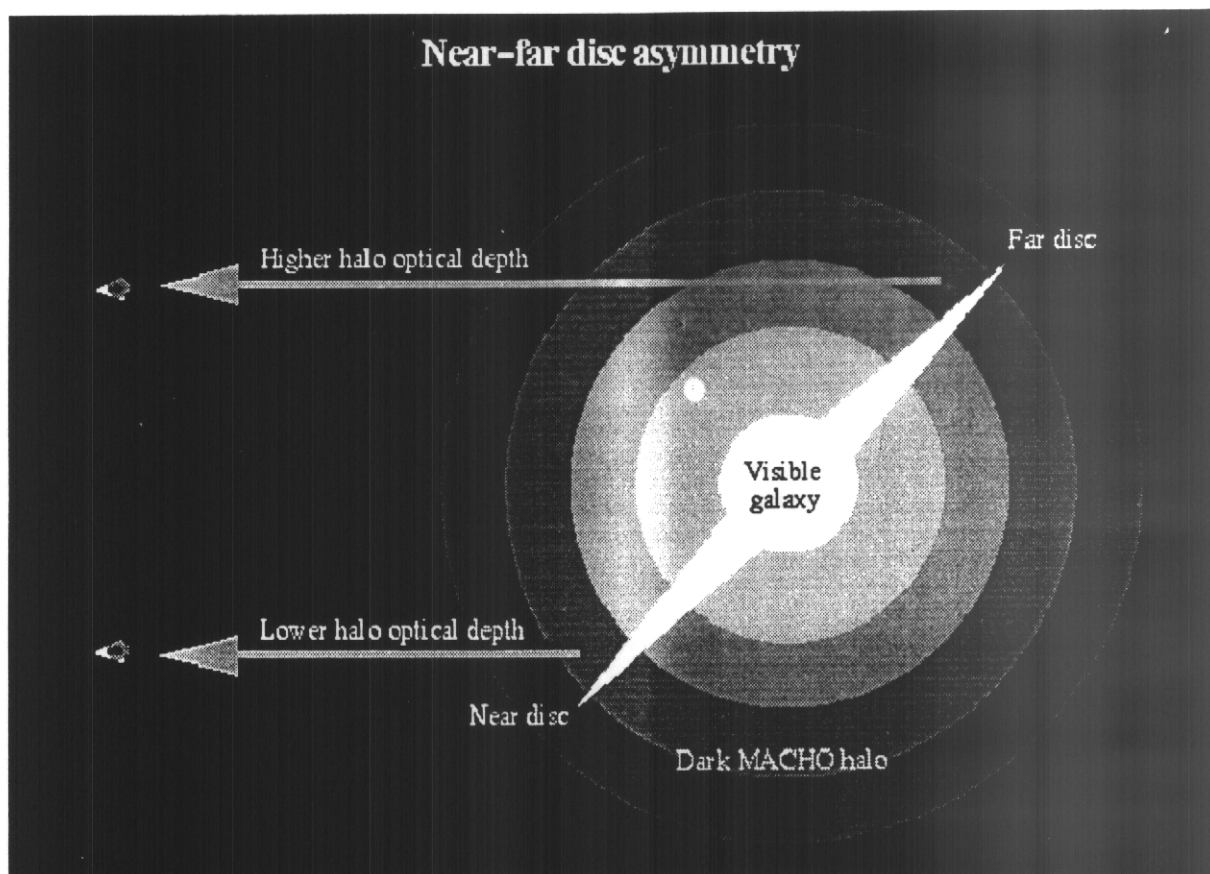 Near-far disc asymmetry
Far disc
Higher halo optical depth
Visible
galaxy
Lower halo optical depth
Near disc
Dark MACHO halo